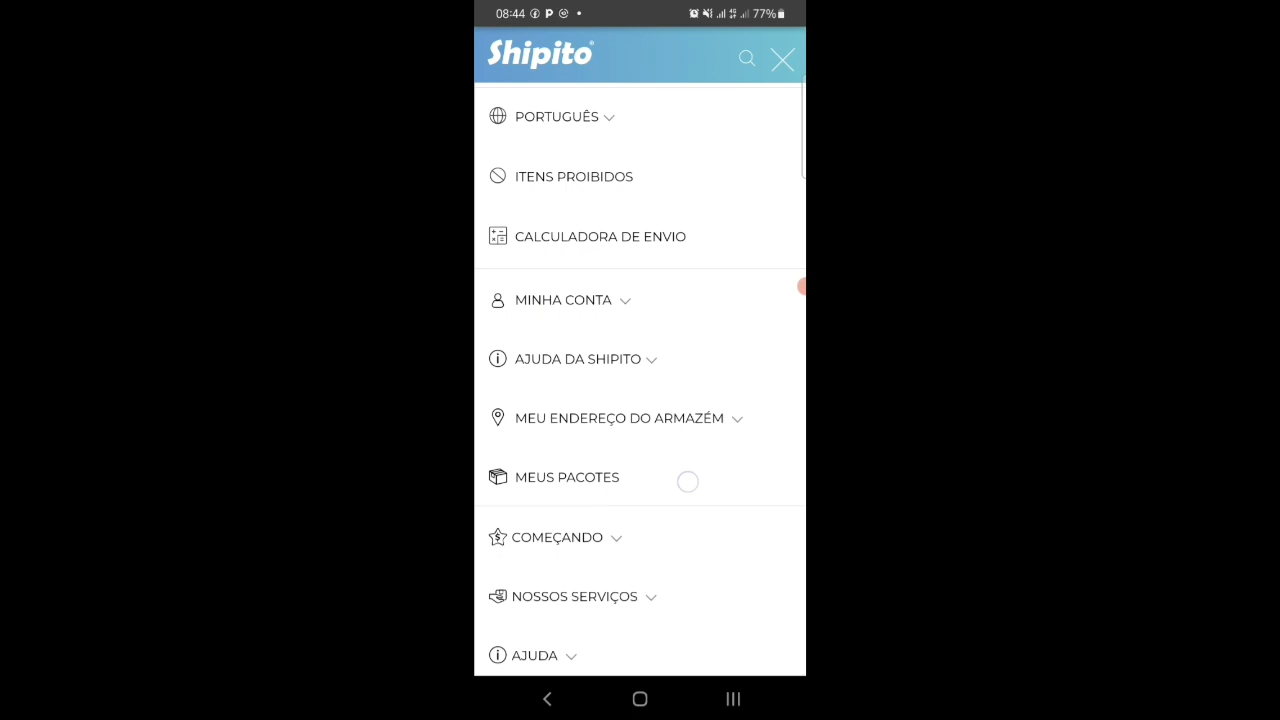 08:44
77%
Shipito
PORTUGUÊS
ITENS PROIBIDOS
CALCULADORA DE ENVIO
MINHA CONTA
AJUDA DA SHIPITO
MEU ENDEREÇO DO ARMAZÉM
MEUS PACOTES
COMEÇANDO
NOSSOS SERVIÇOS
AJUDA